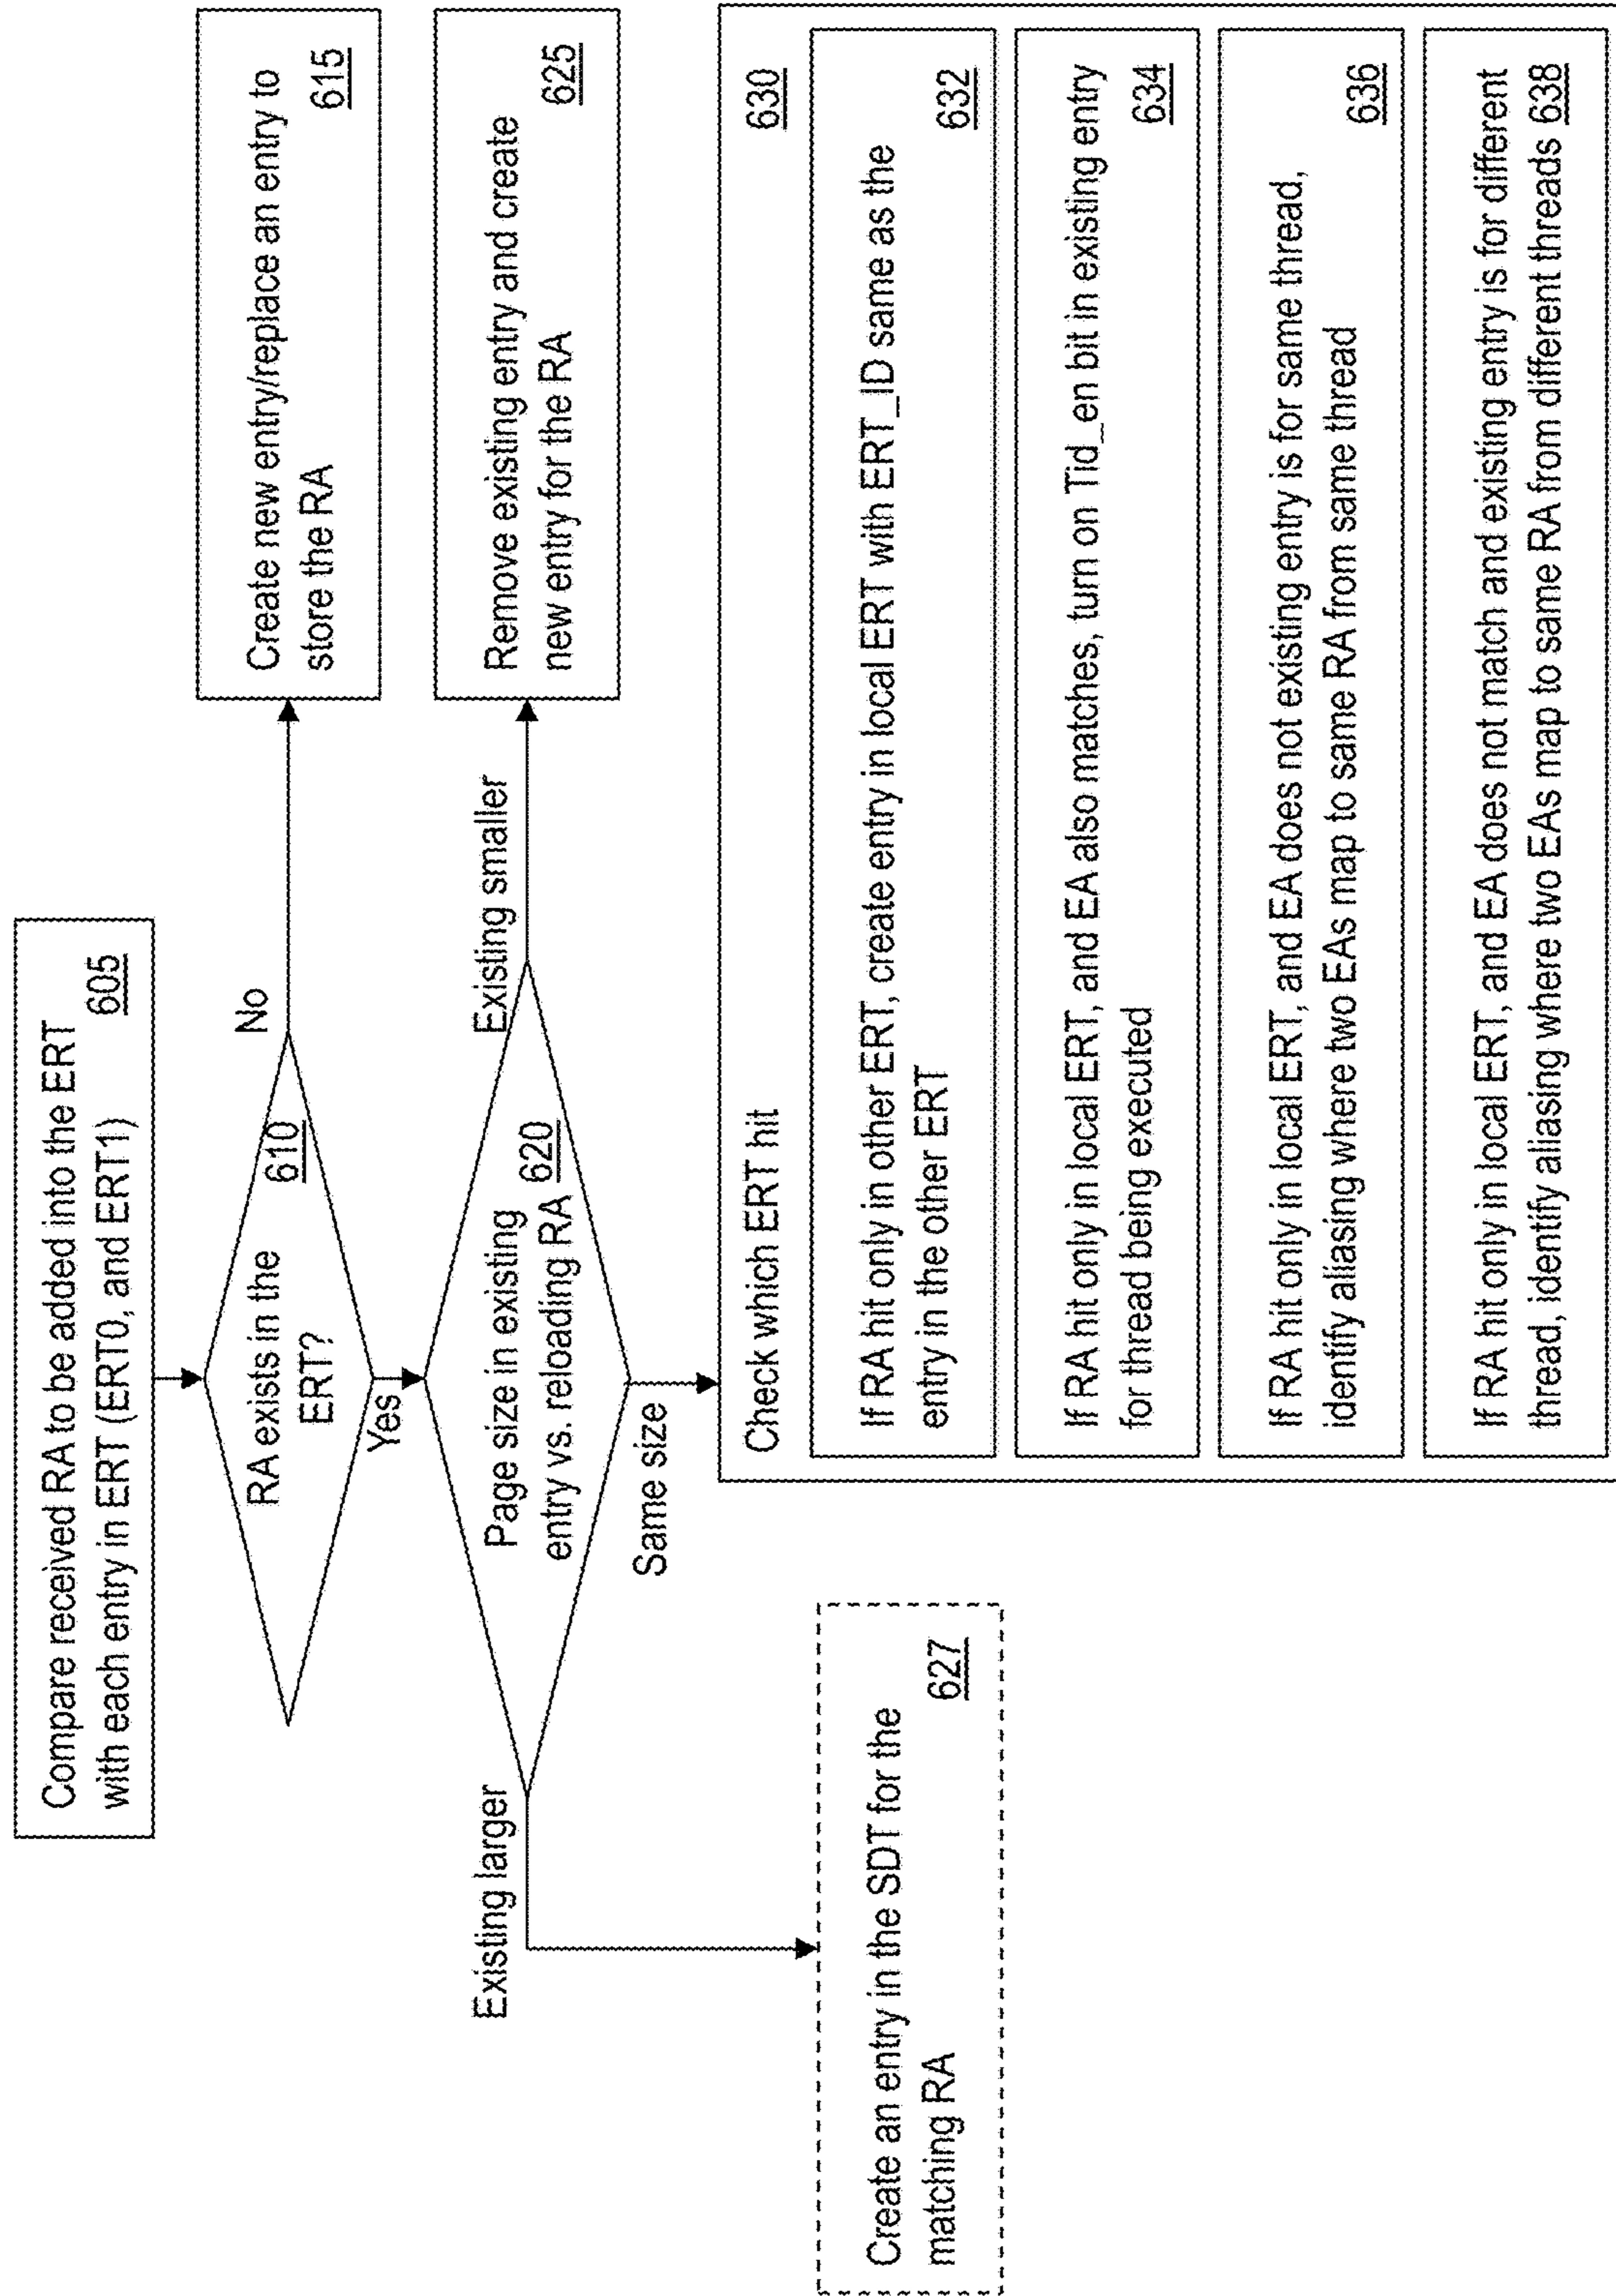 Compare received RA to be added into the ERT
with each entry in ERT (ERT0, and ERT1) 605
RA exists in the 610
ERT?
No
Create new entry/replace an entry to
store the RA 615
Yes
Page size in existing
entry vs. reloading RA 620
Existing smaller
Remove existing entry and create
new entry for the RA 625
Existing larger
Create an entry in the SDT for the
matching RA 627
Same size
Check which ERT hit 630
If RA hit only in other ERT, create entry in local ERT with ERT_ID same as the
entry in the other ERT 632
If RA hit only in local ERT, and EA also matches, turn on Tid_en bit in existing entry
for thread being executed 634
If RA hit only in local ERT, and EA does not existing entry is for same thread,
identify aliasing where two EAs map to same RA from same thread 636
If RA hit only in local ERT, and EA does not match and existing entry is for different
thread, identify aliasing where two EAs map to same RA from different threads 638